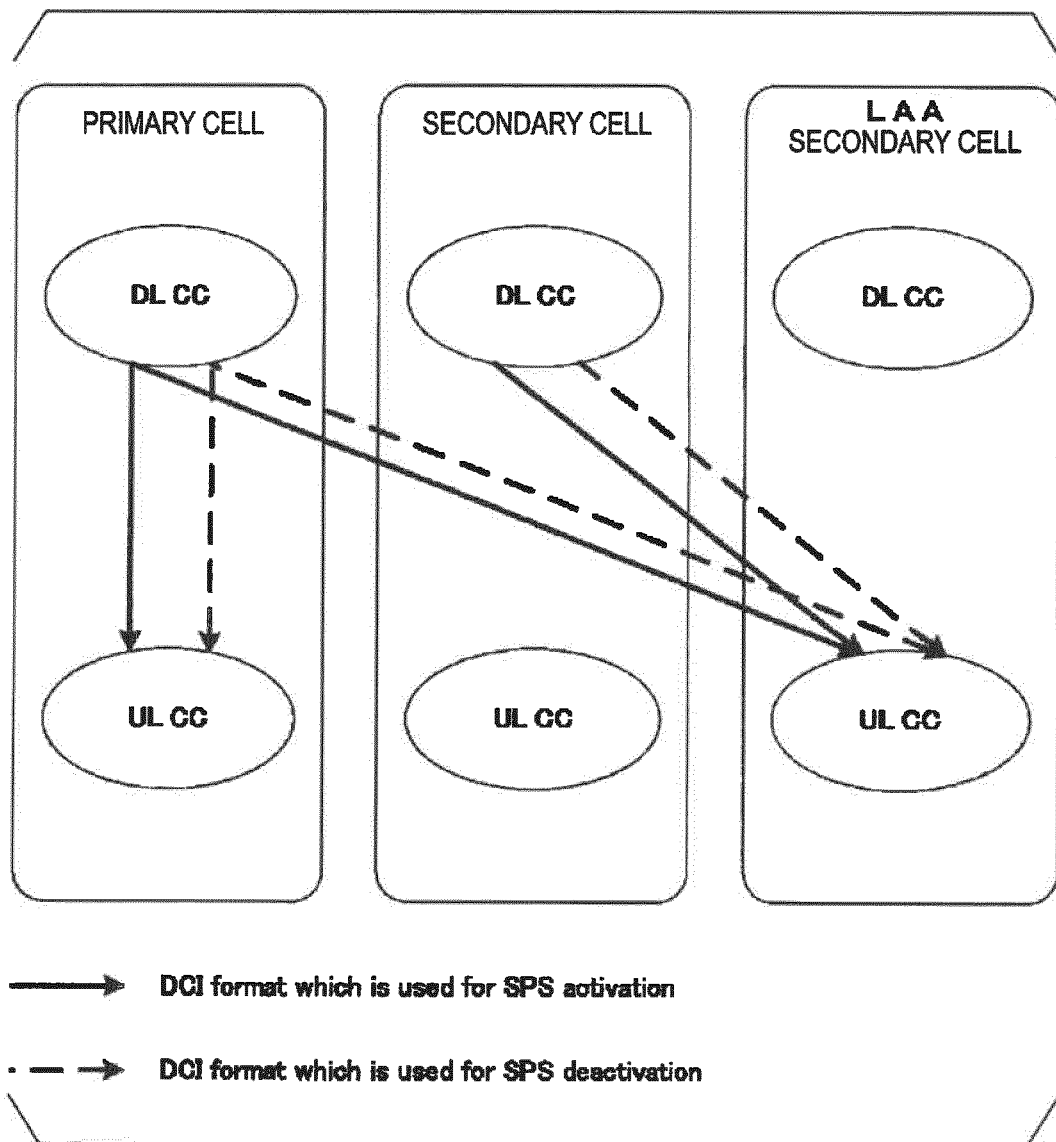 PRIMARY CELL
SECONDARY CELL
LAA
SECONDARY CELL
DL CC
DL CC
DL CC
UL CC
UL CC
UL CC
DCI format which is used for SPS activation
DCI format which is used for SPS deactivation